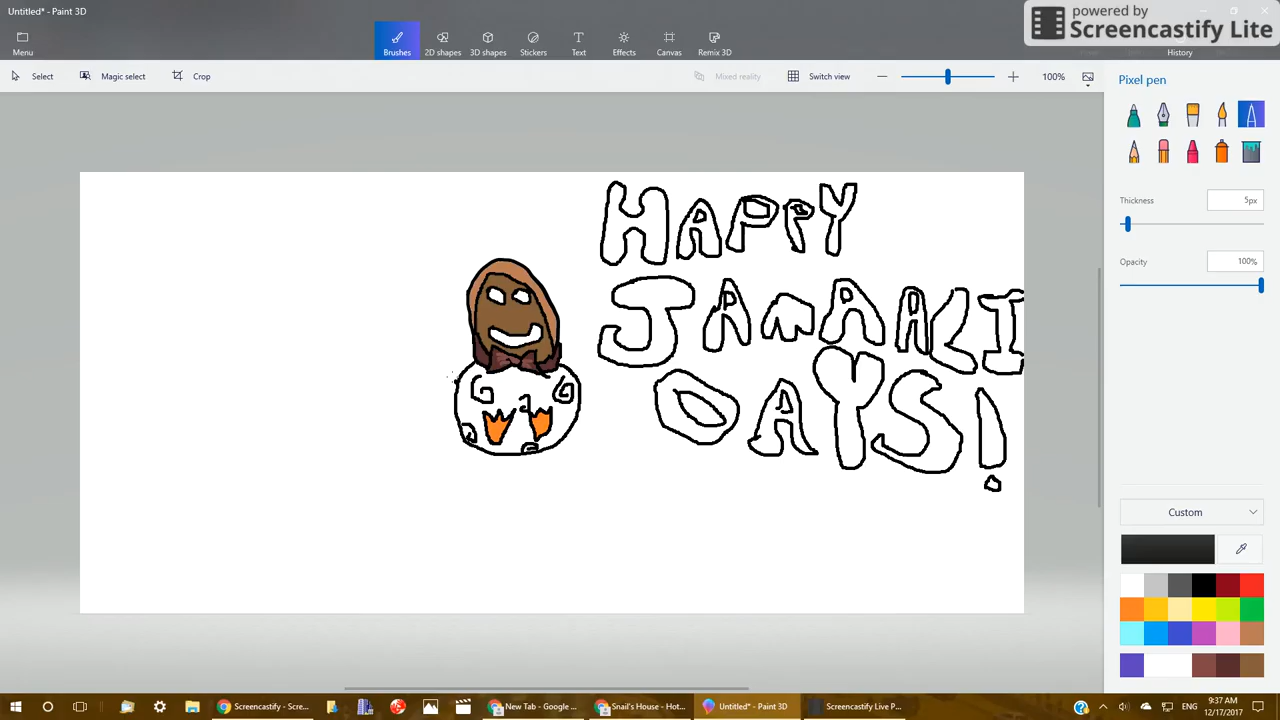 Untitled* - Paint 3D
powered by
Screencastify Lite
Menu
Brushes
2D shapes
3D shapes
Stickers
Text
Effects
Canvas
Remix 3D
History
Select
Magic select
Crop
Mixed reality
Switch view
100%
Pixel pen
Thickness
5px
Opacity
100%
HAPPY
JAMAALI
DAYS!
Custom
Screencastify - Scre...
New Tab - Google ...
Snail's House - Hot...
Untitled* - Paint 3D
Screencastify Live P...
9:37 AM
12/17/2017